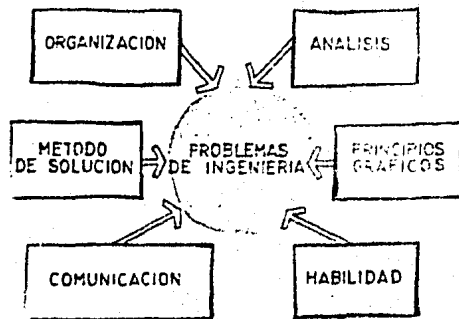 ORGANIZACION
ANALISIS
METODO
DE SOLUCION
PROBLEMAS
DE INGENIERIA
PRINCIPIOS
GRAFICOS
COMUNICACION
HABILIDAD